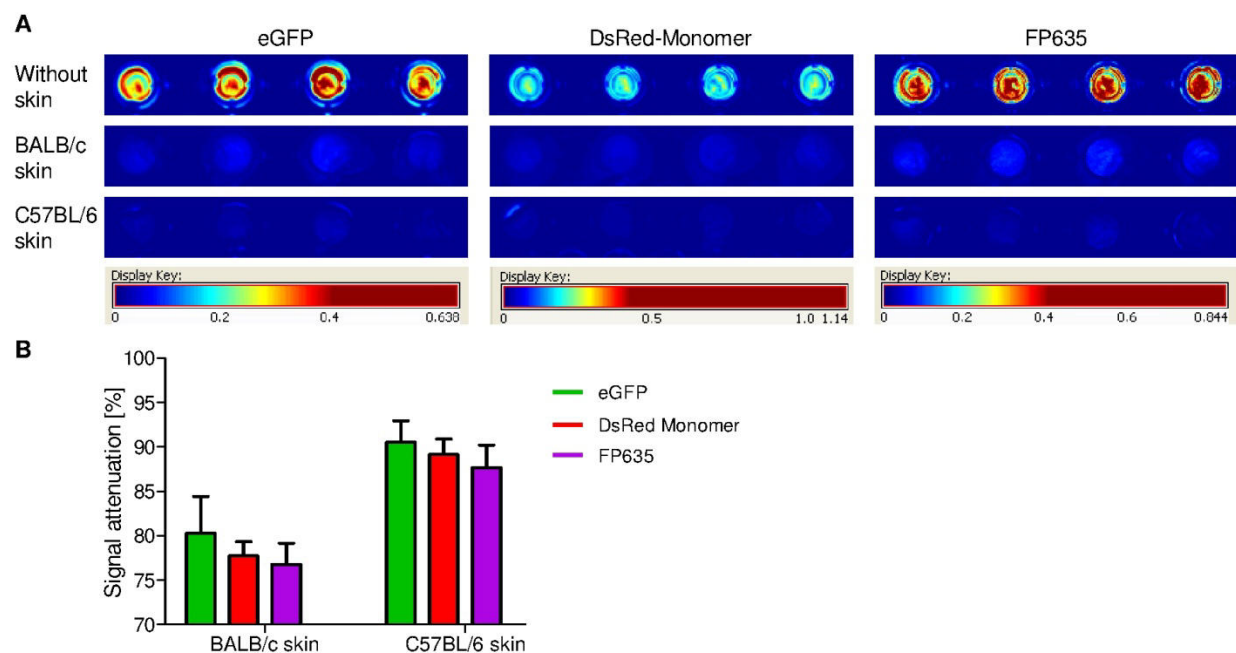 A
eGFP
DsRed-Monomer
FP635
Without
skin
BALB/c
skin
C57BL/6
skin
Display Key:
0 0.2 0.4 0.638
Display Key:
0 0.5 1.0 1.14
Display Key:
0 0.2 0.4 0.6 0.844
B
Signal attenuation [%]
100
95
90
85
80
75
70
BALB/c skin
C57BL/6 skin
eGFP
DsRed Monomer
FP635